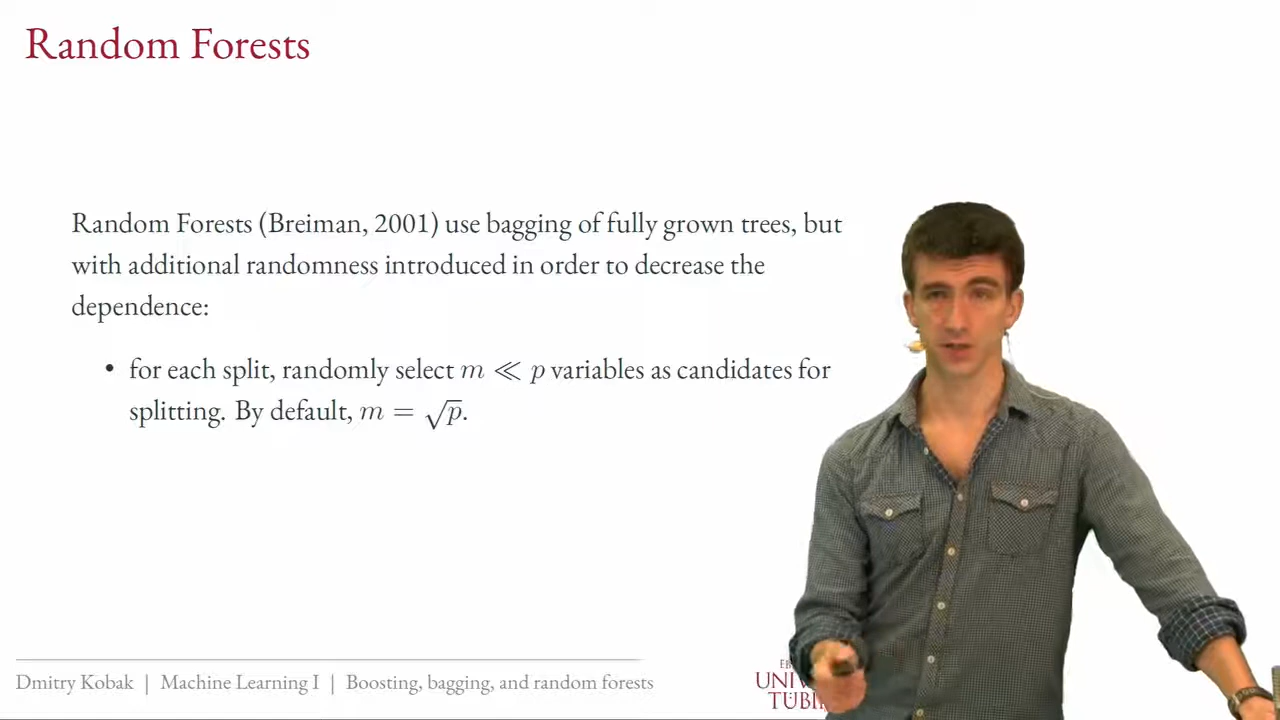 Random Forests
Random Forests (Breiman, 2001) use bagging of fully grown trees, but
with additional randomness introduced in order to decrease the
dependence:
• for each split, randomly select m ≪ p variables as candidates for
splitting. By default, m = √p.
Dmitry Kobak | Machine Learning I | Boosting, bagging, and random forests